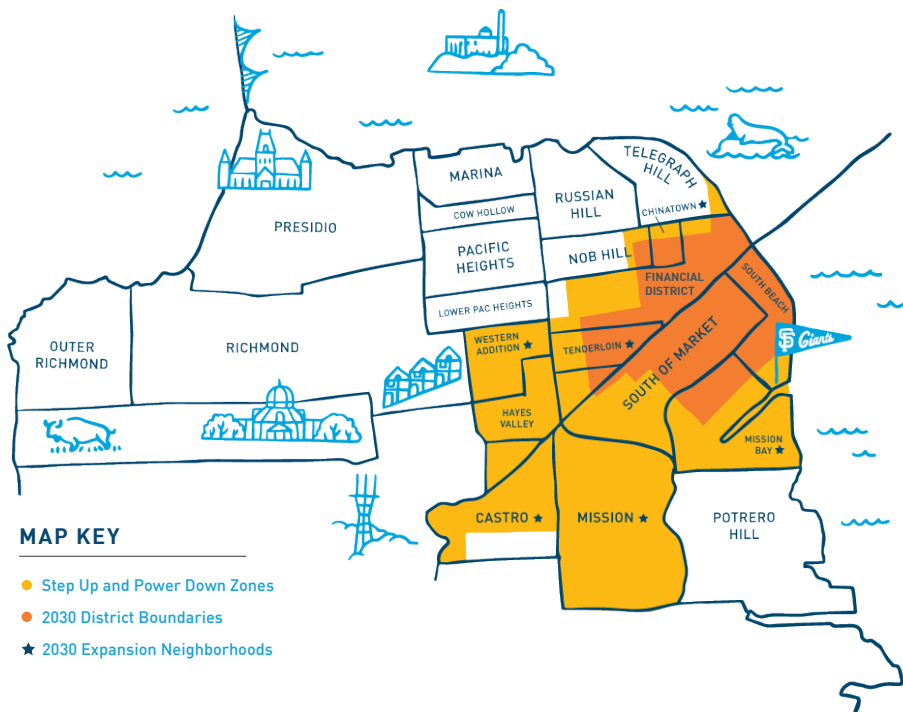 TELEGRAPH
HILL
MARINA
COW HOLLOW
RUSSIAN
HILL
CHINATOWN ★
PRESIDIO
PACIFIC
HEIGHTS
NOB HILL
FINANCIAL
DISTRICT
SOUTH BEACH
LOWER PAC HEIGHTS
OUTER
RICHMOND
RICHMOND
WESTERN
ADDITION ★
TENDERLOIN ★
SOUTH OF MARKET
SF Giants
HAYES
VALLEY
MISSION
BAY ★
CASTRO ★
MISSION ★
POTRERO
HILL
MAP KEY
Step Up and Power Down Zones
2030 District Boundaries
★ 2030 Expansion Neighborhoods